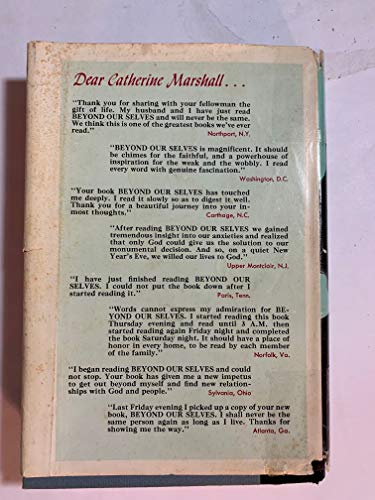 Dear Catherine Marshall . . .
"Thank you for sharing with your fellowman the
gift of life. My husband and I have just read
BEYOND OUR SELVES and will never be the same.
We think this is one of the greatest books we've ever
read."
Northport, N.Y.
"BEYOND OUR SELVES is magnificent. It should
be chimes for the faithful, and a powerhouse of
inspiration for the weak and the wobbly. I read
every word with genuine fascination."
Washington, D.C.
"Your book BEYOND OUR SELVES has touched
me deeply. I read it slowly so as to digest it well.
Thank you for a beautiful journey into your in-
most thoughts."
Carthage, N.C.
"After reading BEYOND OUR SELVES we gained
tremendous insight into our anxieties and realized
that only God could give us the solution to our
monumental decision. And so, on a quiet New
Year's Eve, we willed our lives to God."
Upper Montclair, N.J.
"I have just finished reading BEYOND OUR
SELVES. I could not put the book down after I
started reading it."
Paris, Tenn.
"Words cannot express my admiration for BE-
YOND OUR SELVES. I started reading this book
Thursday evening and read until 3 A.M., then
started reading again Friday night and completed
the book Saturday night. It should have a place of
honor in every home, to be read by each member
of the family."
Norfolk, Va.
"I began reading BEYOND OUR SELVES and could
not stop. Your book has given me a new impetus
to get out beyond myself and find new relation-
ships with God and people."
Sylvania, Ohio
"Last Friday evening I picked up a copy of your new
book, BEYOND OUR SELVES. I shall never be the
same person again as long as I live. Thanks for
showing me the way."
Atlanta, Ga.